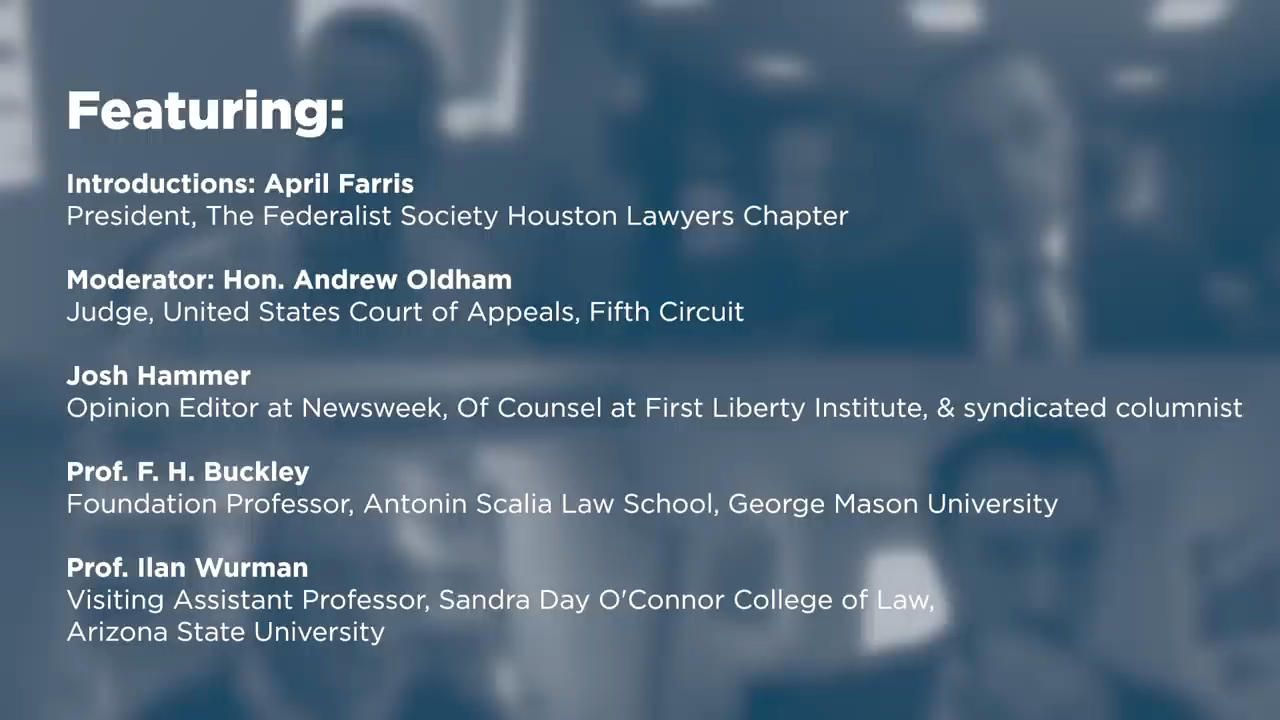 Featuring:
Introductions: April Farris
President, The Federalist Society Houston Lawyers Chapter
Moderator: Hon. Andrew Oldham
Judge, United States Court of Appeals, Fifth Circuit
Josh Hammer
Opinion Editor at Newsweek, Of Counsel at First Liberty Institute, & syndicated columnist
Prof. F. H. Buckley
Foundation Professor, Antonin Scalia Law School, George Mason University
Prof. Ilan Wurman
Visiting Assistant Professor, Sandra Day O'Connor College of Law,
Arizona State University